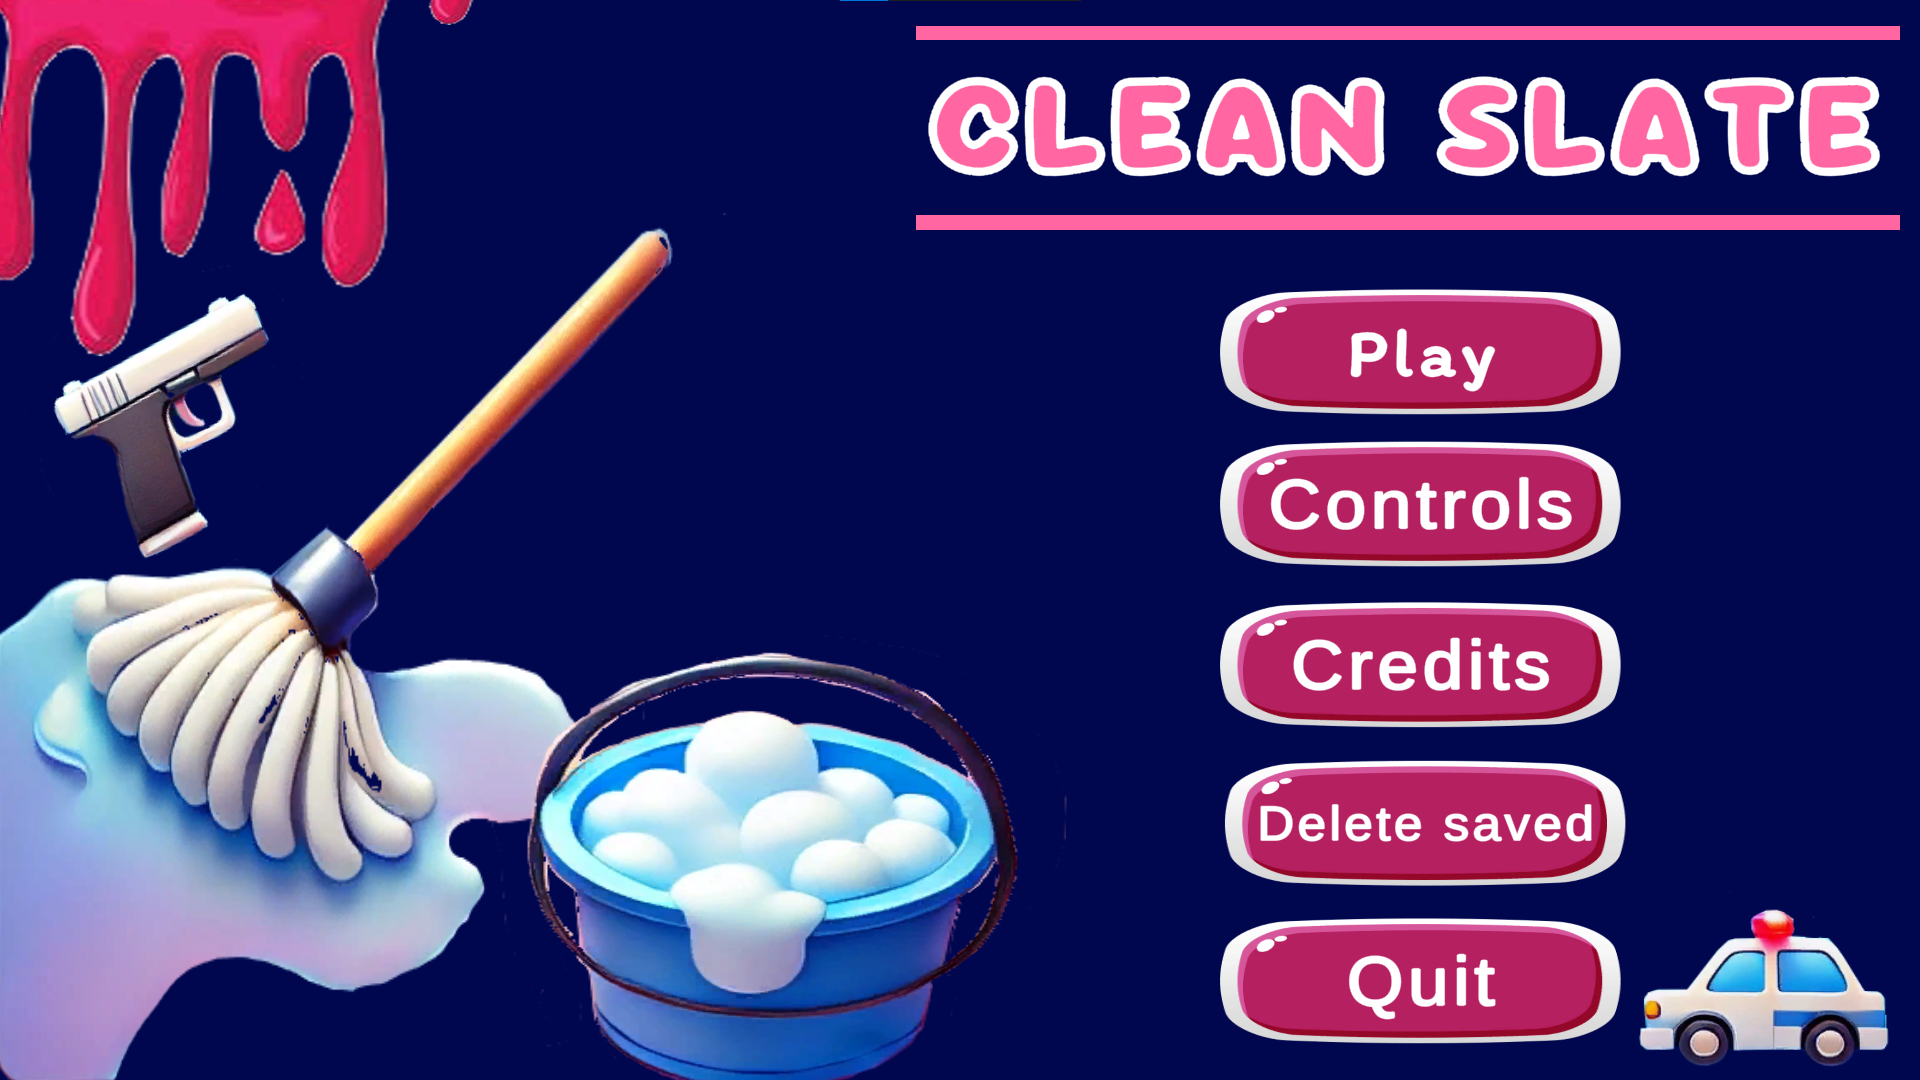 CLEAN SLATE
Play
Controls
Credits
Delete saved
Quit